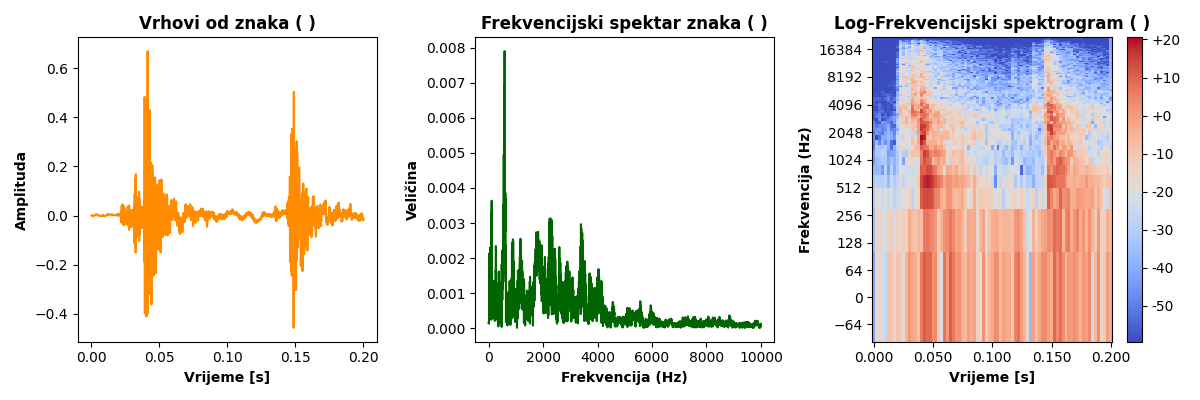 Vrhovi od znaka ( )
Frekvencijski spektar znaka ( )
Log-Frekvencijski spektrogram ( )
Amplituda
0.6
0.4
0.2
0.0
−0.2
−0.4
0.00 0.05 0.10 0.15 0.20
Vrijeme [s]
Veličina
0.008
0.007
0.006
0.005
0.004
0.003
0.002
0.001
0.000
0 2000 4000 6000 8000 10000
Frekvencija (Hz)
Frekvencija (Hz)
16384
8192
4096
2048
1024
512
256
128
64
0
−64
0.000 0.050 0.100 0.150 0.200
Vrijeme [s]
+20
+10
+0
-10
-20
-30
-40
-50